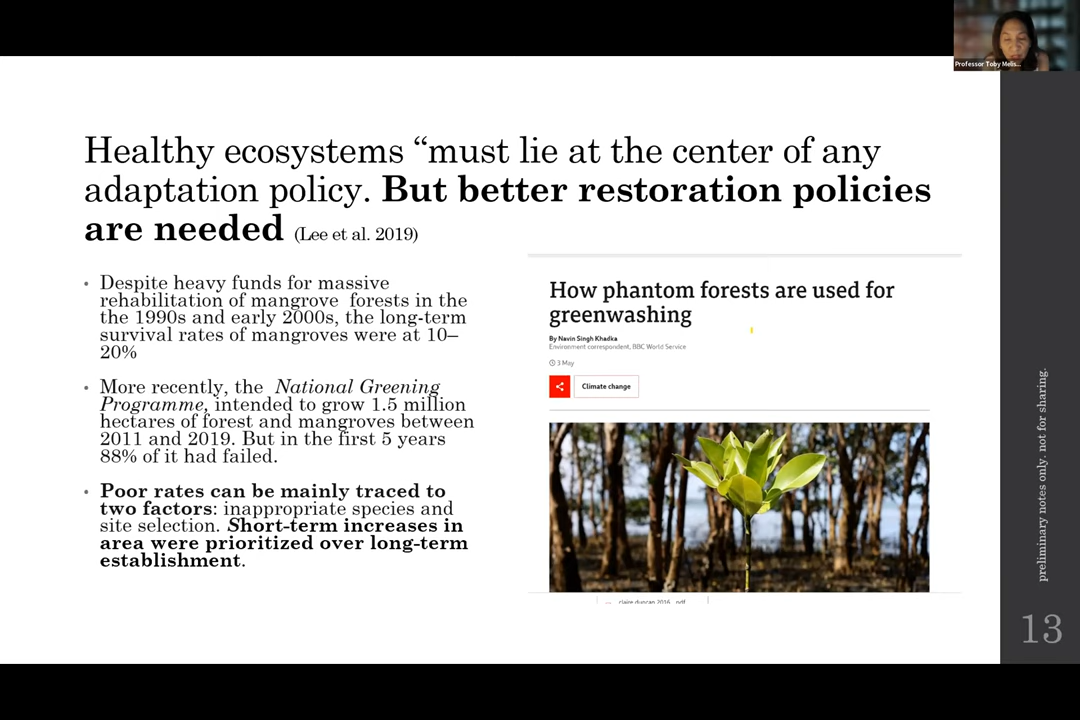 Professor Toby Melis...
Healthy ecosystems “must lie at the center of any
adaptation policy. But better restoration policies
are needed (Lee et al. 2019)
• Despite heavy funds for massive
rehabilitation of mangrove forests in the
the 1990s and early 2000s, the long-term
survival rates of mangroves were at 10–
20%
• More recently, the National Greening
Programme, intended to grow 1.5 million
hectares of forest and mangroves between
2011 and 2019. But in the first 5 years
88% of it had failed.
• Poor rates can be mainly traced to
two factors: inappropriate species and
site selection. Short-term increases in
area were prioritized over long-term
establishment.
How phantom forests are used for
greenwashing
By Navin Singh Khadka
Environment correspondent, BBC World Service
3 May
Climate change
claire duncan 2016 .pdf
preliminary notes only. not for sharing.
13